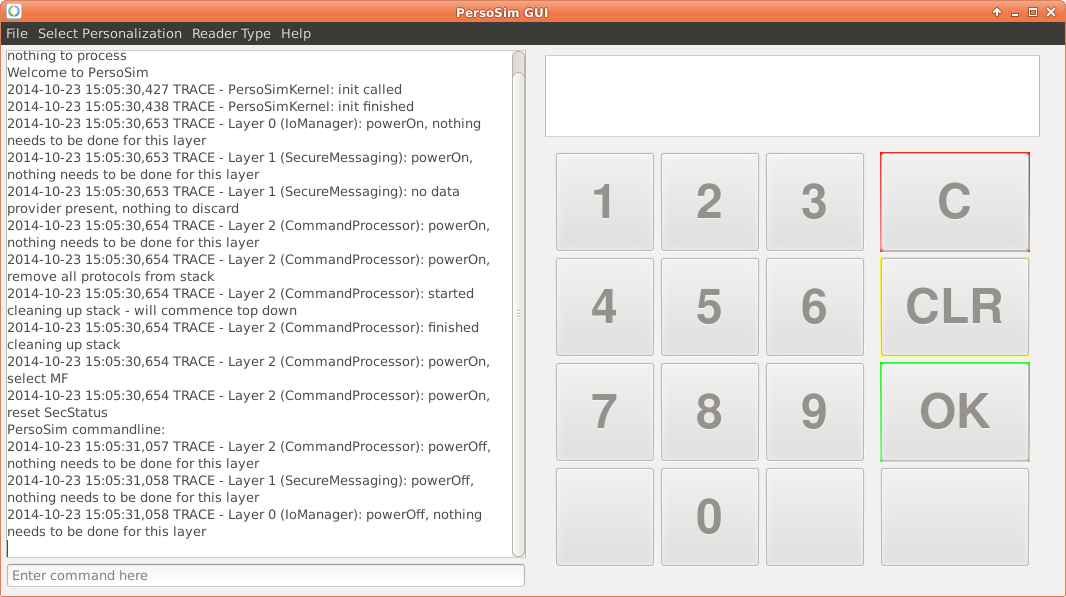 PersoSim GUI
File Select Personalization Reader Type Help
nothing to process
Welcome to PersoSim
2014-10-23 15:05:30,427 TRACE - PersoSimKernel: init called
2014-10-23 15:05:30,438 TRACE - PersoSimKernel: init finished
2014-10-23 15:05:30,653 TRACE - Layer 0 (IoManager): powerOn, nothing
needs to be done for this layer
2014-10-23 15:05:30,653 TRACE - Layer 1 (SecureMessaging): powerOn,
nothing needs to be done for this layer
2014-10-23 15:05:30,653 TRACE - Layer 1 (SecureMessaging): no data
provider present, nothing to discard
2014-10-23 15:05:30,654 TRACE - Layer 2 (CommandProcessor): powerOn,
nothing needs to be done for this layer
2014-10-23 15:05:30,654 TRACE - Layer 2 (CommandProcessor): powerOn,
remove all protocols from stack
2014-10-23 15:05:30,654 TRACE - Layer 2 (CommandProcessor): started
cleaning up stack - will commence top down
2014-10-23 15:05:30,654 TRACE - Layer 2 (CommandProcessor): finished
cleaning up stack
2014-10-23 15:05:30,654 TRACE - Layer 2 (CommandProcessor): powerOn,
select MF
2014-10-23 15:05:30,654 TRACE - Layer 2 (CommandProcessor): powerOn,
reset SecStatus
PersoSim commandline:
2014-10-23 15:05:31,057 TRACE - Layer 2 (CommandProcessor): powerOff,
nothing needs to be done for this layer
2014-10-23 15:05:31,058 TRACE - Layer 1 (SecureMessaging): powerOff,
nothing needs to be done for this layer
2014-10-23 15:05:31,058 TRACE - Layer 0 (IoManager): powerOff, nothing
needs to be done for this layer
Enter command here
1 2 3 C
4 5 6 CLR
7 8 9 OK
0